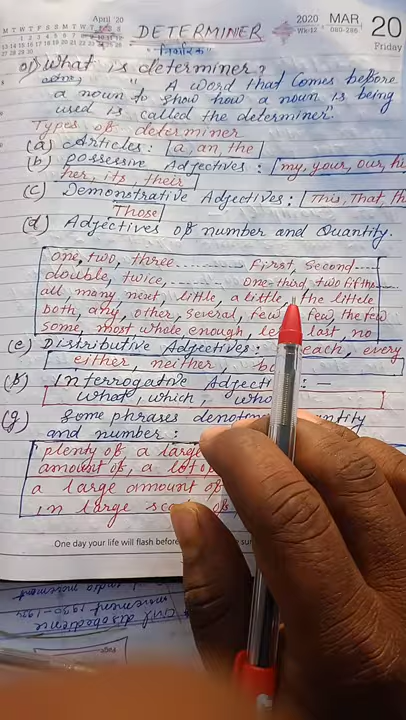 April '20
DETERMINER
2020 MAR 20
Wk-12
080-286
Friday
"निर्धारक"
What is determiner?
" A word that comes before
a noun to show how a noun is being
used is called the determiner".
Types of determiner
(a) Articles: [a, an, the]
(b) Possessive Adjectives: [my, your, our, his
her, its their]
(c) Demonstrative Adjectives: [This, That, th
Those]
(d) Adjectives of number and Quantity.
one, two, three.......... First, Second....
double, twice,........ one-third, two fifths....
all, many next, little, a little, the little
both, any, other, several, few a few, the few
some, most whole, enough, last, no
(e) Distributive Adjectives: each, every
either, neither,
(f) Interrogative :-
what, which,
(g) Some phrases
and number:
plenty of a large
amount of, a lot of
a large amount of
in large of
One day your life will flash before